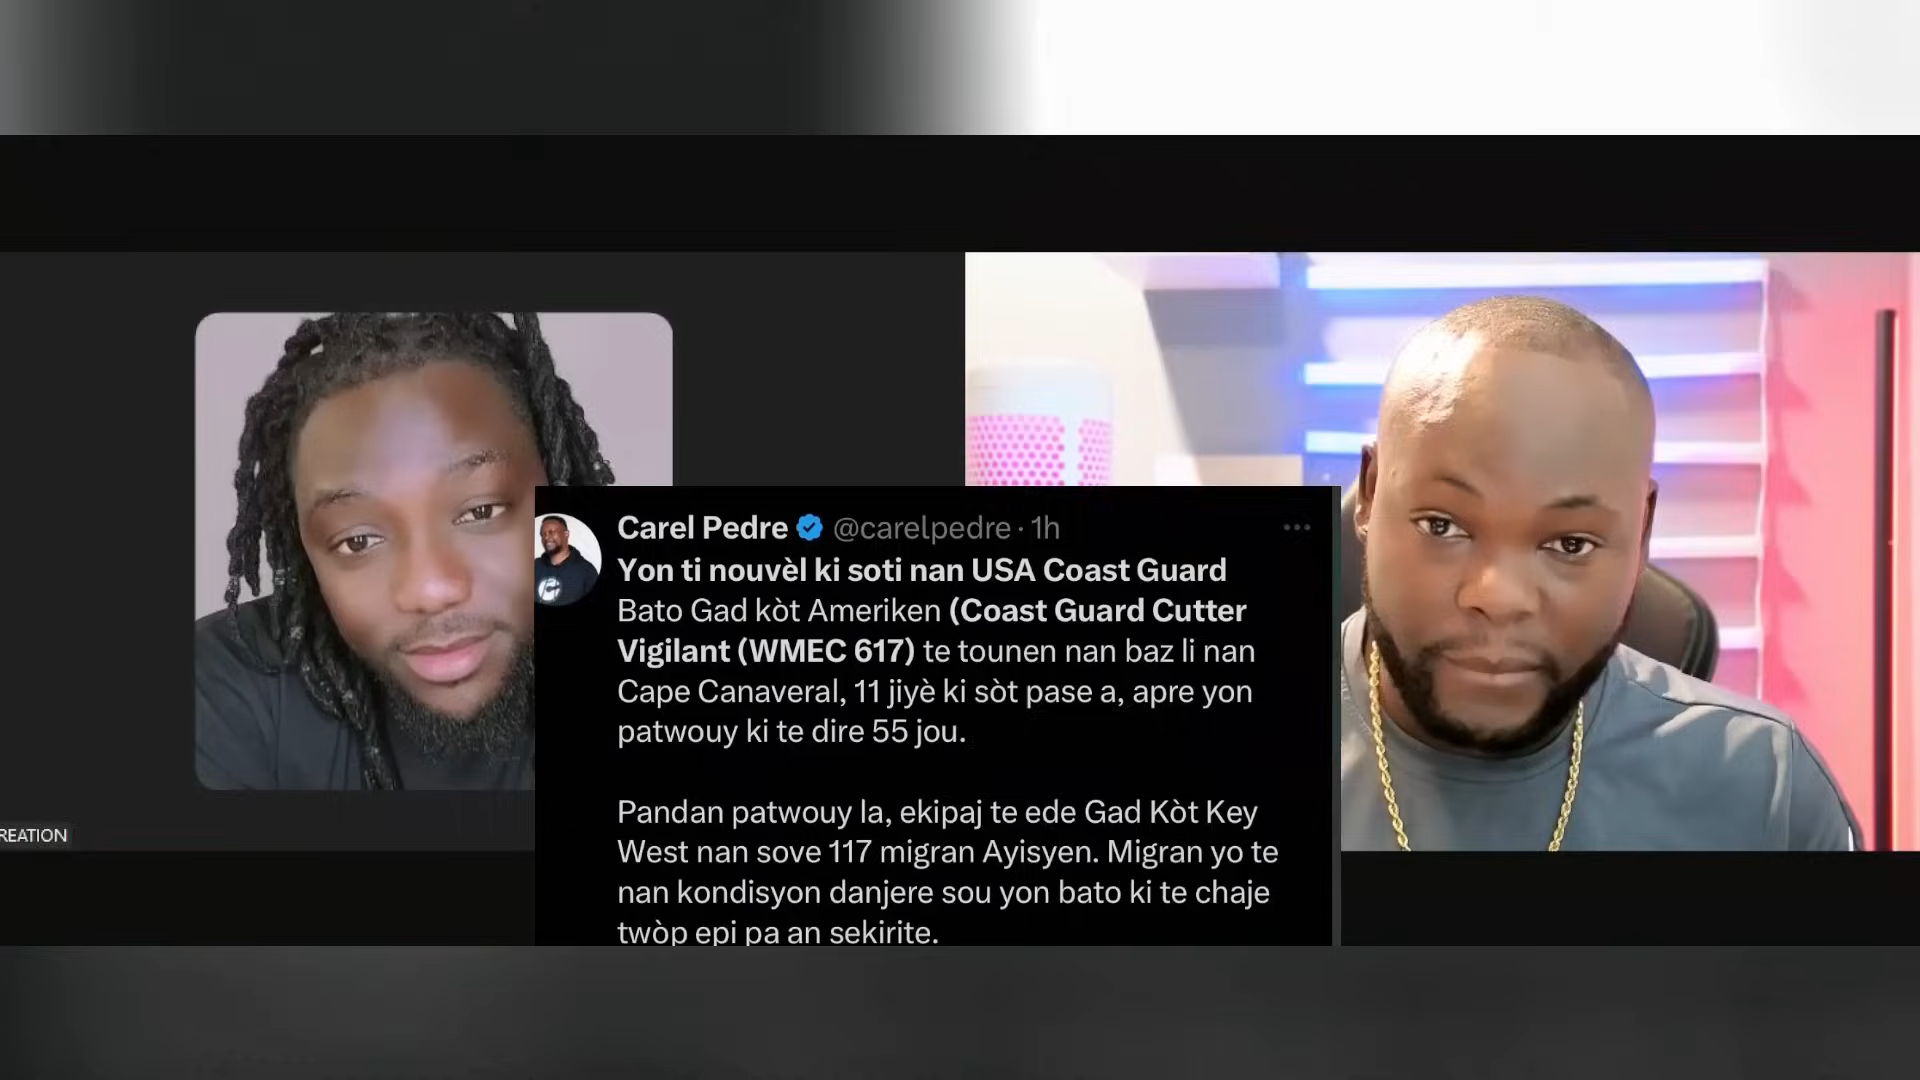 Carel Pedre @carelpedre · 1h
Yon ti nouvèl ki soti nan USA Coast Guard
Bato Gad kòt Ameriken (Coast Guard Cutter
Vigilant (WMEC 617) te tounen nan baz li nan
Cape Canaveral, 11 jiyè ki sòt pase a, apre yon
patwouy ki te dire 55 jou.
Pandan patwouy la, ekipaj te ede Gad Kòt Key
West nan sove 117 migran Ayisyen. Migran yo te
nan kondisyon danjere sou yon bato ki te chaje
twòp epi pa an sekirite.
REATION